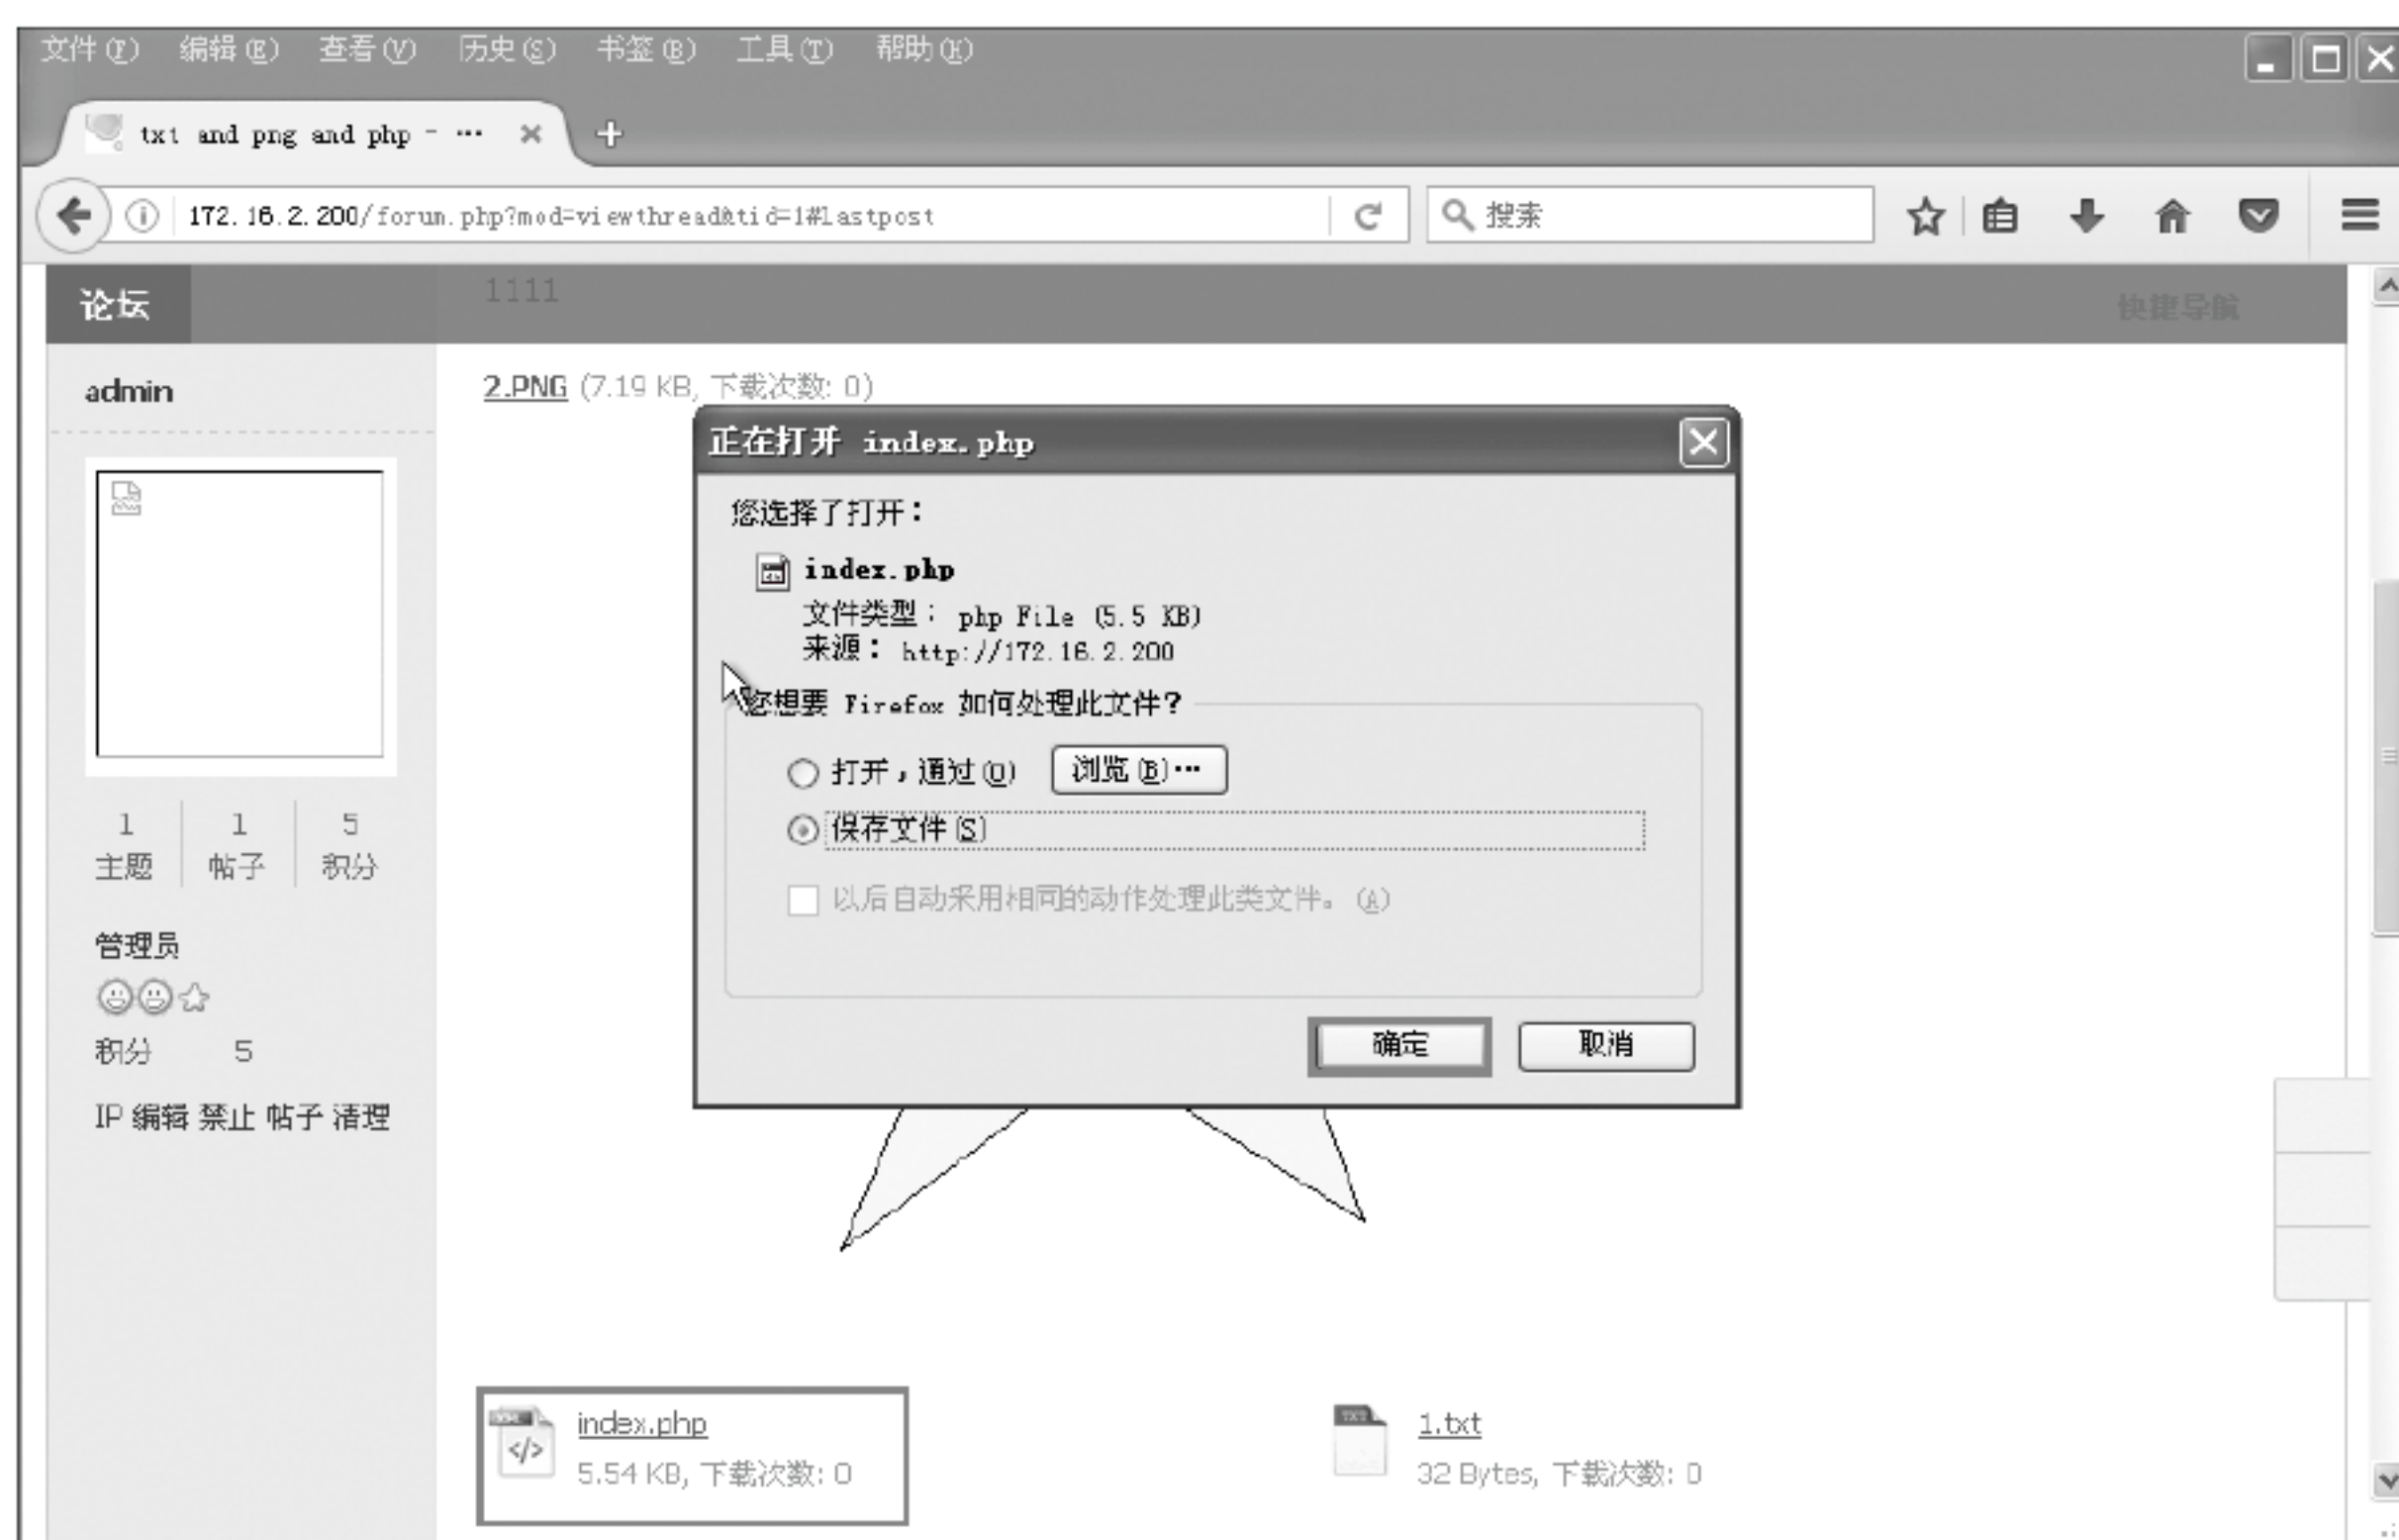 文件(F) 编辑(E) 查看(V) 历史(S) 书签(B) 工具(T) 帮助(H)
txt and png and php - ...
172.16.2.200/forum.php?mod=viewthread&tid=1#lastpost
搜索
论坛
1111
快捷导航
admin
2.PNG (7.19 KB, 下载次数: 0)
正在打开 index.php
您选择了打开：
index.php
文件类型： php File (5.5 KB)
来源： http://172.16.2.200
您想要 Firefox 如何处理此文件？
打开，通过(O) 浏览(B)...
保存文件(S)
以后自动采用相同的动作处理此类文件。(A)
确定 取消
1 1 5
主题 帖子 积分
管理员
积分 5
IP 编辑 禁止 帖子 清理
index.php
5.54 KB, 下载次数: 0
TXT
1.txt
32 Bytes, 下载次数: 0